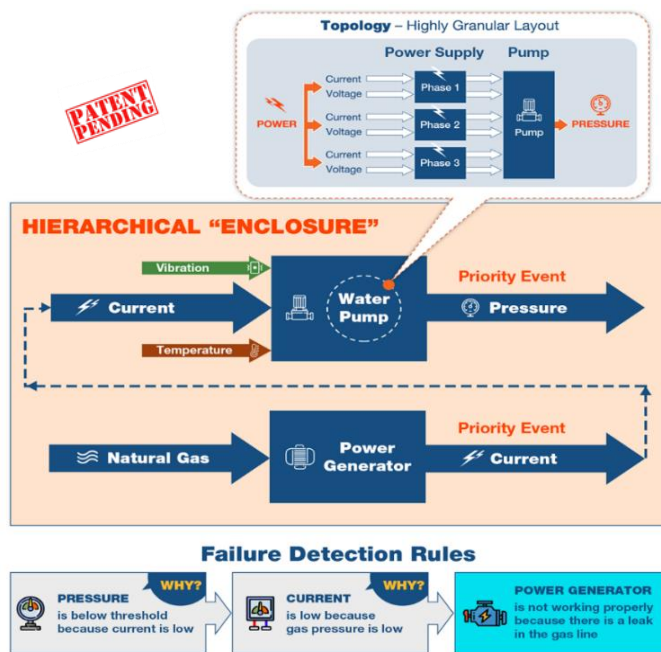 Topology – Highly Granular Layout
Power Supply
Pump
Current
Voltage
Phase 1
POWER
Current
Voltage
Phase 2
Pump
PRESSURE
Current
Voltage
Phase 3
PATENT
PENDING
HIERARCHICAL “ENCLOSURE”
Vibration
Current
Water
Pump
Priority Event
Pressure
Temperature
Natural Gas
Power
Generator
Priority Event
Current
Failure Detection Rules
WHY?
PRESSURE
is below threshold
because current is low
WHY?
CURRENT
is low because
gas pressure is low
POWER GENERATOR
is not working properly
because there is a leak
in the gas line